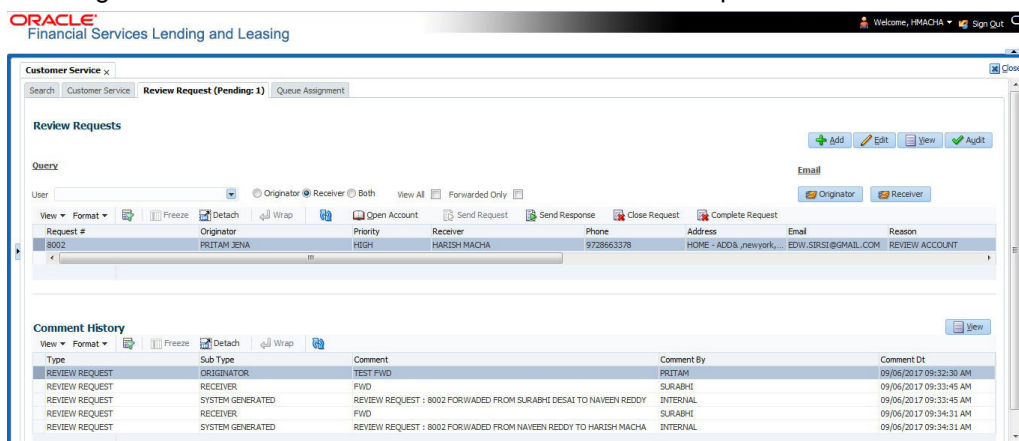 ORACLE
Financial Services Lending and Leasing
Welcome, HMACHA Sign Out
Customer Service x
Close
Search Customer Service Review Request (Pending: 1) Queue Assignment
Review Requests
Add Edit View Audit
Query
Email
User Originator Receiver Both View All Forwarded Only Originator Receiver
View Format Freeze Detach Wrap Open Account Send Request Send Response Close Request Complete Request
Request # Originator Priority Receiver Phone Address Email Reason
8002 PRITAM JENA HIGH HARISH MACHA 9728663378 HOME - ADD& ,newyork,... EDW.SIRSI@GMAIL.COM REVIEW ACCOUNT
Comment History
View
View Format Freeze Detach Wrap
Type Sub Type Comment Comment By Comment Dt
REVIEW REQUEST ORIGINATOR TEST FWD PRITAM 09/06/2017 09:32:30 AM
REVIEW REQUEST RECEIVER FWD SURABHI 09/06/2017 09:33:45 AM
REVIEW REQUEST SYSTEM GENERATED REVIEW REQUEST : 8002 FORWADED FROM SURABHI DESAI TO NAVEEN REDDY INTERNAL 09/06/2017 09:33:45 AM
REVIEW REQUEST RECEIVER FWD SURABHI 09/06/2017 09:34:31 AM
REVIEW REQUEST SYSTEM GENERATED REVIEW REQUEST : 8002 FORWADED FROM NAVEEN REDDY TO HARISH MACHA INTERNAL 09/06/2017 09:34:31 AM